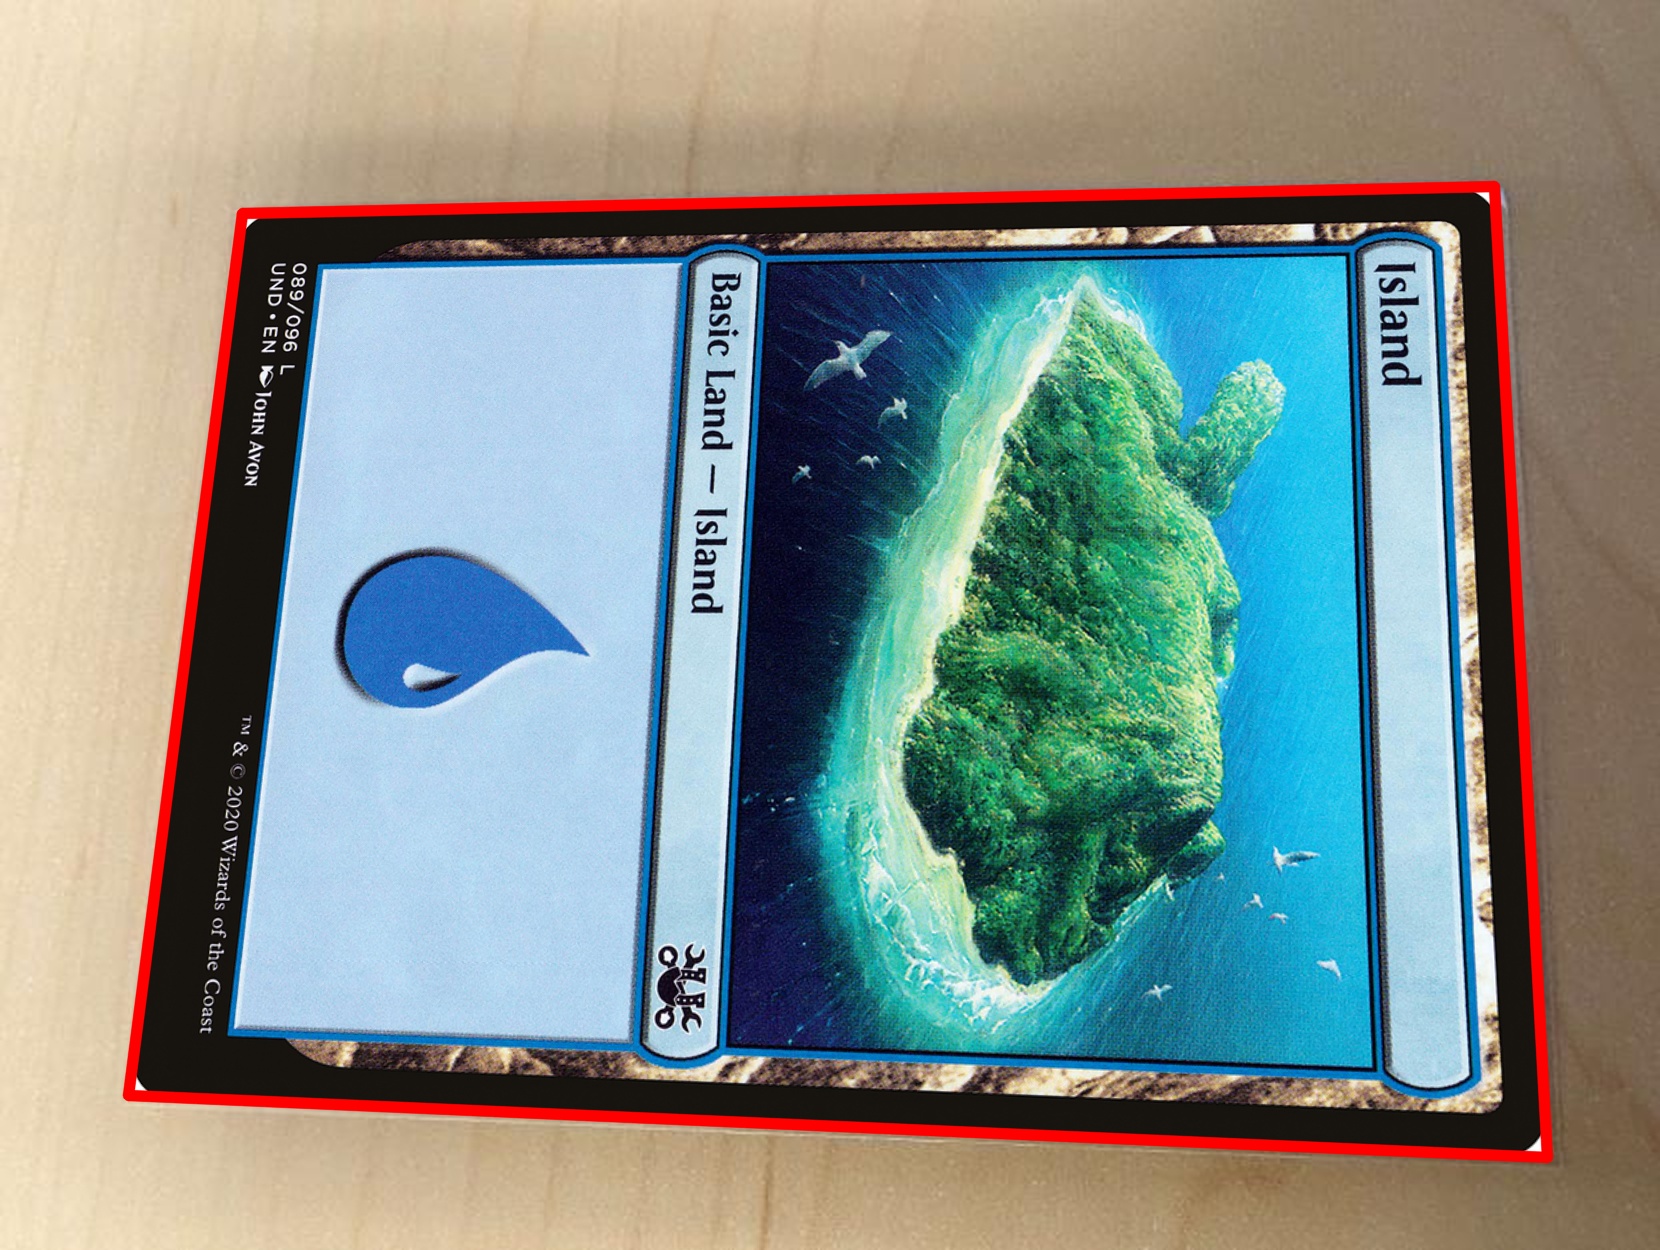 Island
Basic Land — Island
089/096 L
UND • EN John Avon
™ & © 2020 Wizards of the Coast